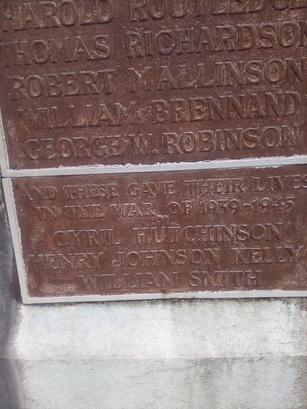 HAROLD ROUTLEDGE
THOMAS RICHARDSON
ROBERT Y ALLINSON
WILLIAM BRENNAND
GEORGE W. ROBINSON
AND THESE GAVE THEIR LIVES
IN THE WAR OF 1939-1945
CYRIL HUTCHINSON
HENRY JOHNSON KELLY
WILLIAM SMITH